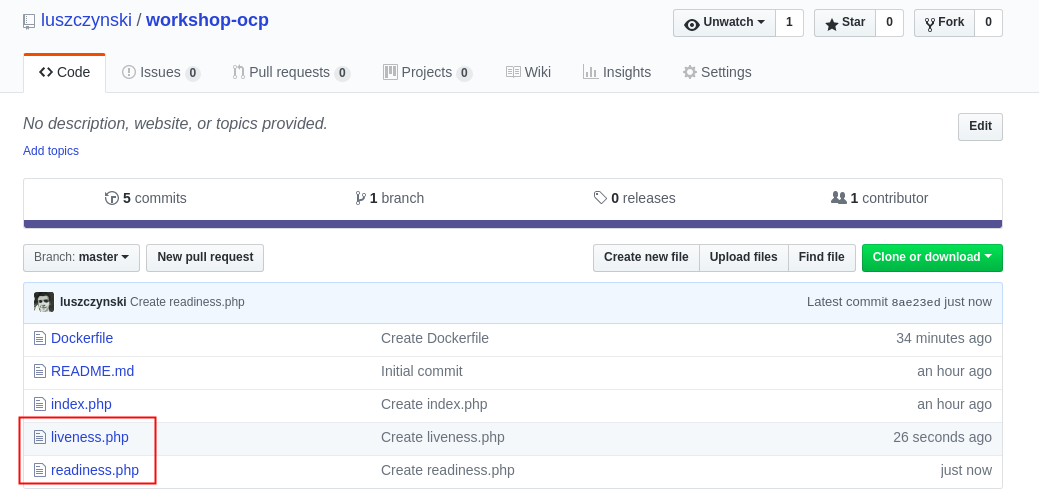 luszczynski / workshop-ocp
Unwatch 1 Star 0 Fork 0
Code Issues 0 Pull requests 0 Projects 0 Wiki Insights Settings
No description, website, or topics provided.
Edit
Add topics
5 commits 1 branch 0 releases 1 contributor
Branch: master New pull request Create new file Upload files Find file Clone or download
luszczynski Create readiness.php Latest commit 8ae23ed just now
Dockerfile Create Dockerfile 34 minutes ago
README.md Initial commit an hour ago
index.php Create index.php an hour ago
liveness.php Create liveness.php 26 seconds ago
readiness.php Create readiness.php just now